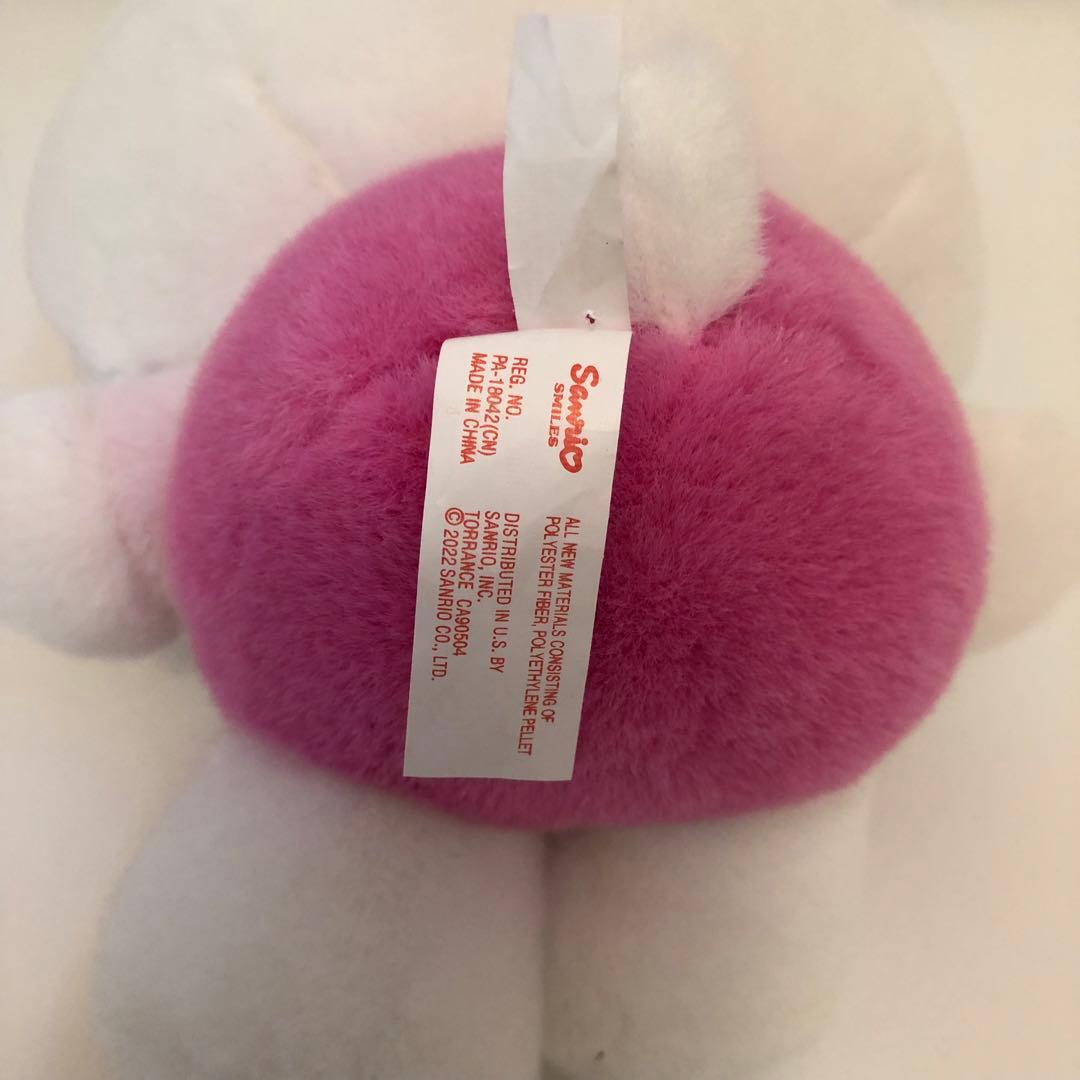 Sanrio
SMILES
REG. NO.
PA-18042(CN)
MADE IN CHINA
ALL NEW MATERIALS CONSISTING OF
POLYESTER FIBER, POLYETHYLENE PELLET
DISTRIBUTED IN U.S. BY
SANRIO, INC.
TORRANCE CA90504
© 2022 SANRIO CO., LTD.